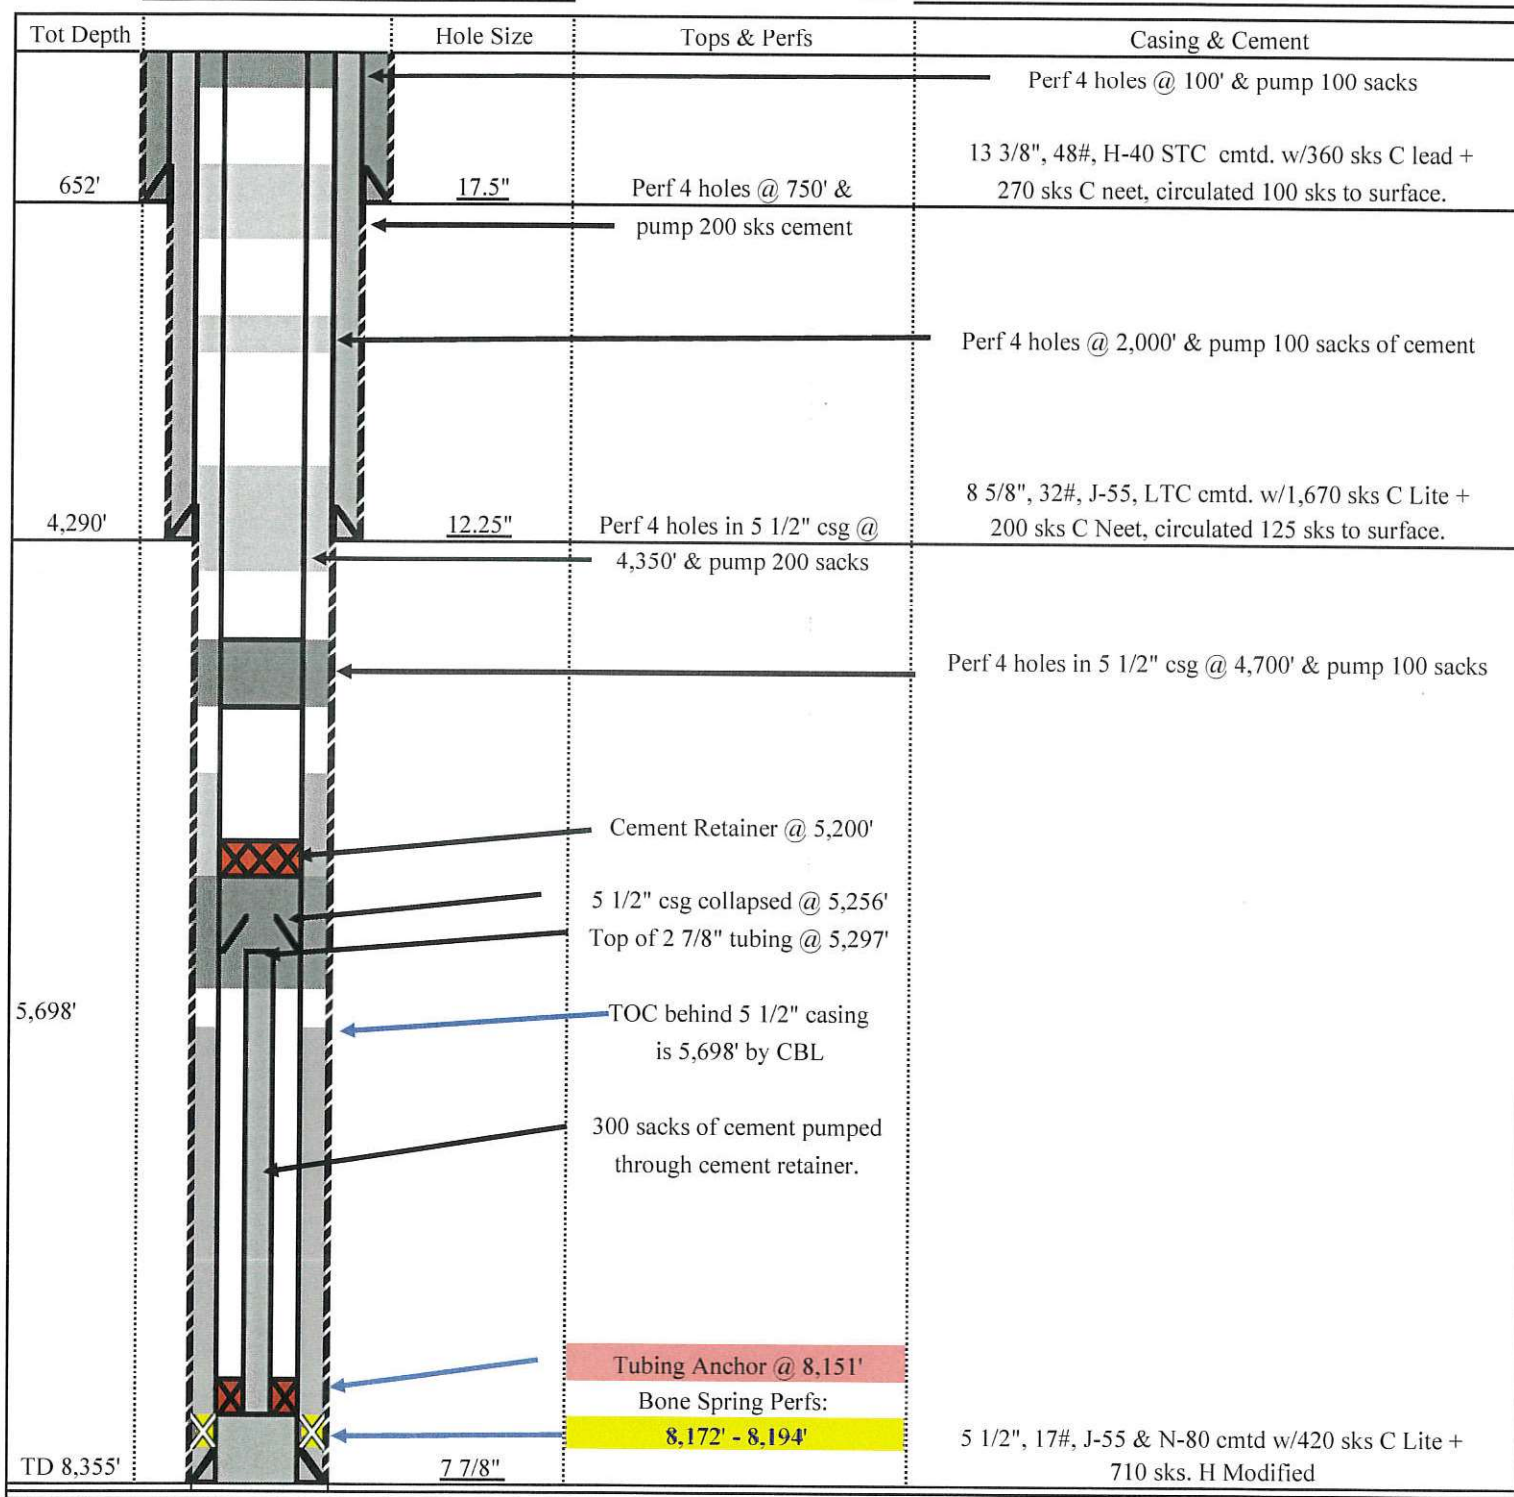 Tot Depth Hole Size Tops & Perfs Casing & Cement
Perf 4 holes @ 100' & pump 100 sacks
13 3/8", 48#, H-40 STC cmtd. w/360 sks C lead +
652' 17.5" Perf 4 holes @ 750' & 270 sks C neet, circulated 100 sks to surface.
pump 200 sks cement
Perf 4 holes @ 2,000' & pump 100 sacks of cement
8 5/8", 32#, J-55, LTC cmtd. w/1,670 sks C Lite +
4,290' 12.25" Perf 4 holes in 5 1/2" csg @ 200 sks C Neet, circulated 125 sks to surface.
4,350' & pump 200 sacks
Perf 4 holes in 5 1/2" csg @ 4,700' & pump 100 sacks
Cement Retainer @ 5,200'
5 1/2" csg collapsed @ 5,256'
Top of 2 7/8" tubing @ 5,297'
5,698' TOC behind 5 1/2" casing
is 5,698' by CBL
300 sacks of cement pumped
through cement retainer.
Tubing Anchor @ 8,151'
Bone Spring Perfs:
8,172' - 8,194' 5 1/2", 17#, J-55 & N-80 cmtd w/420 sks C Lite +
TD 8,355' 7 7/8" 710 sks. H Modified